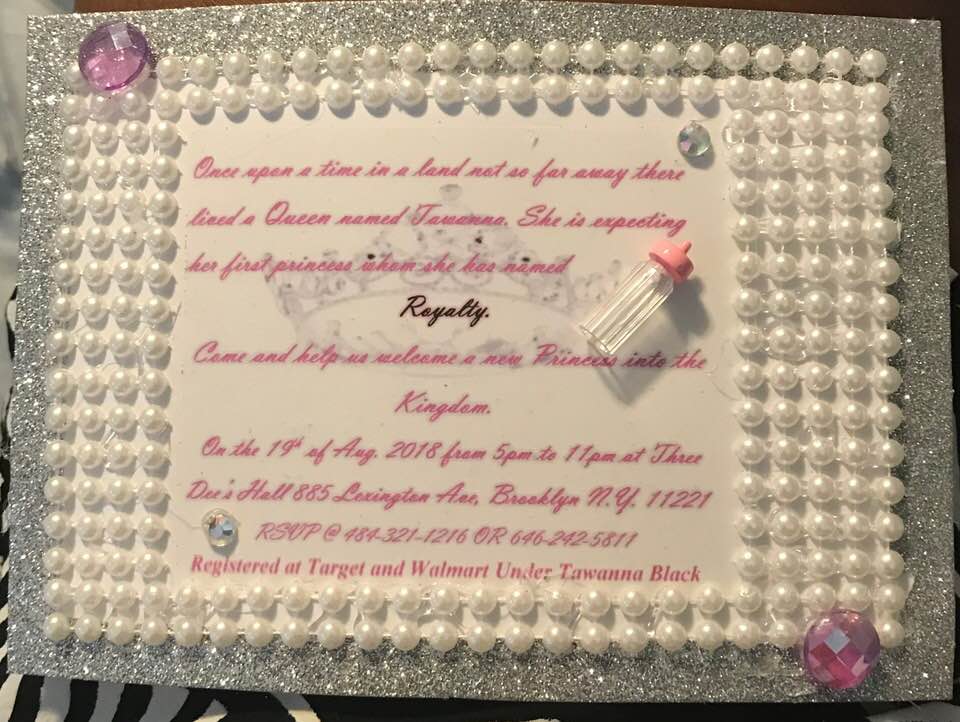 Once upon a time in a land not so far away there
lived a Queen named Tawanna. She is expecting
her first princess whom she has named
Royalty.
Come and help us welcome a new Princess into the
Kingdom.
On the 19th of Aug. 2018 from 5pm to 11pm at Three
Dee's Hall 885 Lexington Ave, Brooklyn N.Y. 11221
RSVP @ 484-321-1216 OR 646-242-5811
Registered at Target and Walmart Under Tawanna Black